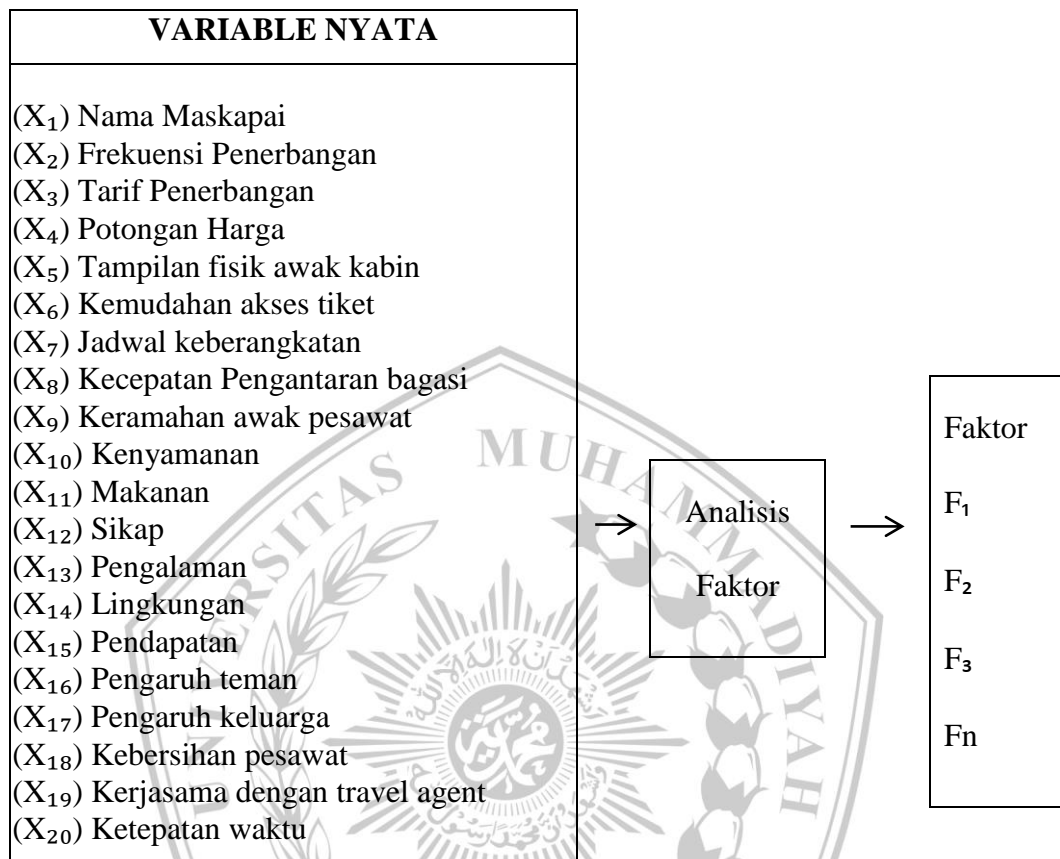 VARIABLE NYATA
(X₁) Nama Maskapai
(X₂) Frekuensi Penerbangan
(X₃) Tarif Penerbangan
(X₄) Potongan Harga
(X₅) Tampilan fisik awak kabin
(X₆) Kemudahan akses tiket
(X₇) Jadwal keberangkatan
(X₈) Kecepatan Pengantaran bagasi
(X₉) Keramahan awak pesawat
(X₁₀) Kenyamanan
(X₁₁) Makanan
(X₁₂) Sikap
(X₁₃) Pengalaman
(X₁₄) Lingkungan
(X₁₅) Pendapatan
(X₁₆) Pengaruh teman
(X₁₇) Pengaruh keluarga
(X₁₈) Kebersihan pesawat
(X₁₉) Kerjasama dengan travel agent
(X₂₀) Ketepatan waktu
Analisis
Faktor
Faktor
F₁
F₂
F₃
Fn
UNIVERSITAS MUHAMMADIYAH